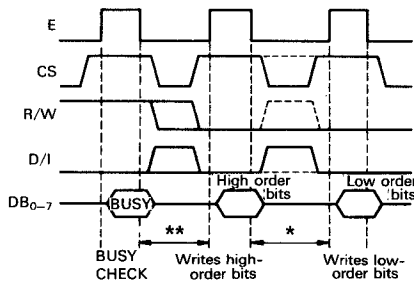 E
CS
R/W
D/I
High order bits
Low order bits
DB0–7
BUSY
**
*
BUSY CHECK
Writes high-order bits
Writes low-order bits